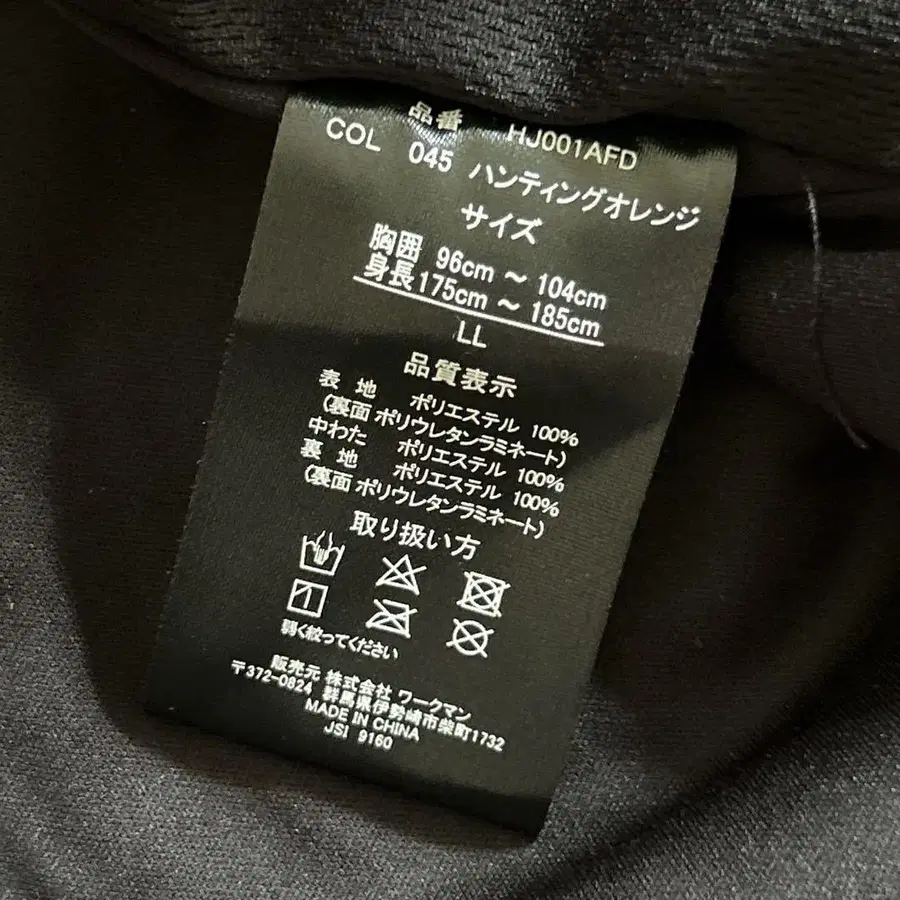 品番 HJ001AFD
COL 045 ハンティングオレンジ
サイズ
胸囲 96cm ～ 104cm
身長175cm ～ 185cm
LL
品質表示
表 地 ポリエステル 100%
(裏面 ポリウレタンラミネート)
中わた ポリエステル 100%
裏 地 ポリエステル 100%
(裏面 ポリウレタンラミネート)
取り扱い方
弱く絞ってください
販売元 株式会社 ワークマン
〒372-0824 群馬県伊勢崎市柴町1732
MADE IN CHINA
JSI 9160